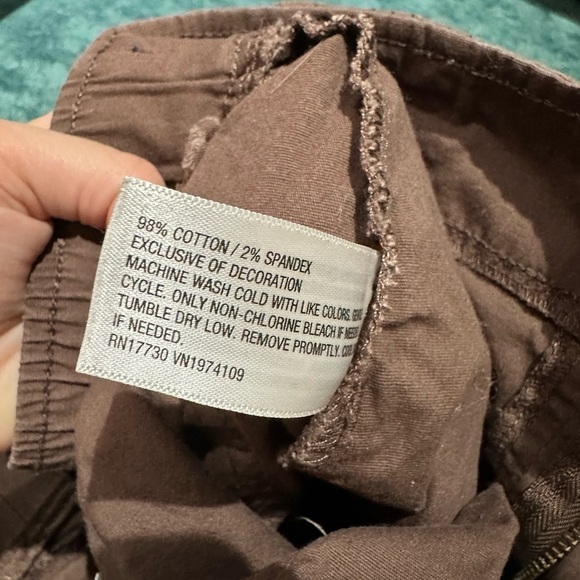 98% COTTON / 2% SPANDEX
EXCLUSIVE OF DECORATION
MACHINE WASH COLD WITH LIKE COLORS.
CYCLE. ONLY NON-CHLORINE BLEACH IF
TUMBLE DRY LOW. REMOVE PROMPTLY.
IF NEEDED.
RN17730 VN1974109